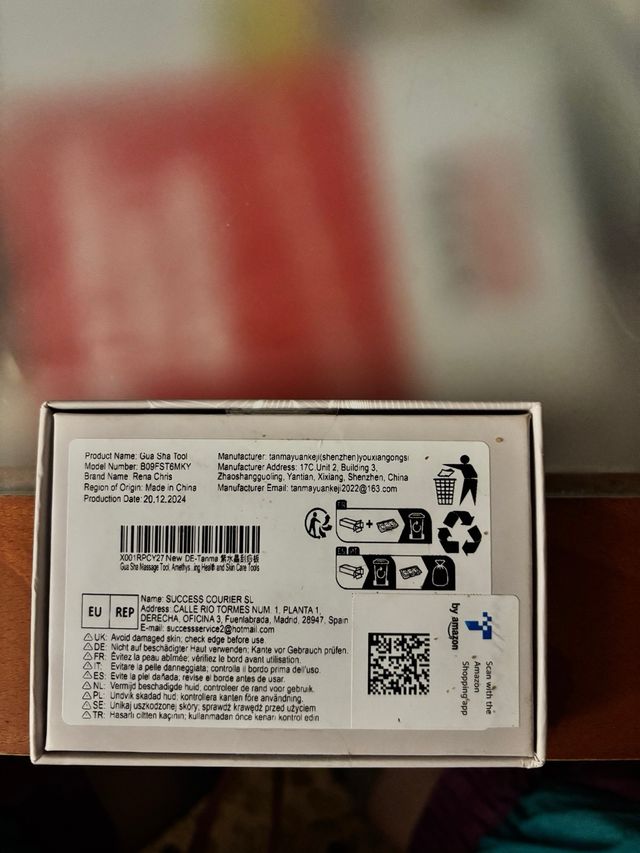 Product Name: Gua Sha Tool
Model Number: B09FST6MKY
Brand Name: Rena Chris
Region of Origin: Made in China
Production Date: 20.12.2024
Manufacturer: tanmayuankeji(shenzhen)youxiangongsi
Manufacturer Address: 17C,Unit 2, Building 3,
Zhaoshangguoling, Yantian, Xixiang, Shenzhen, China
Manufacturer Email: tanmayuankeji2022@163.com
X001RPCY27 New DE-Tanma 紫水晶刮痧板
Gua Sha Massage Tool, Amethys...ing Health and Skin Care Tools
EU REP
Name: SUCCESS COURIER SL
Address: CALLE RIO TORMES NUM. 1, PLANTA 1,
DERECHA, OFICINA 3, Fuenlabrada, Madrid, 28947, Spain
E-mail: successservice2@hotmail.com
UK: Avoid damaged skin; check edge before use.
DE: Nicht auf beschädigter Haut verwenden; Kante vor Gebrauch prüfen.
FR: Évitez la peau abîmée; vérifiez le bord avant utilisation.
IT: Evitare la pelle danneggiata; controlla il bordo prima dell'uso.
ES: Evite la piel dañada; revise el borde antes de usar.
NL: Vermijd beschadigde huid; controleer de rand voor gebruik.
PL: Undvik skadad hud; kontrollera kanten före användning.
SE: Unikaj uszkodzonej skóry; sprawdź krawędź przed użyciem
TR: Hasarlı ciltten kaçının; kullanmadan önce kenarı kontrol edin
by amazon
Scan with the
Amazon
Shopping app